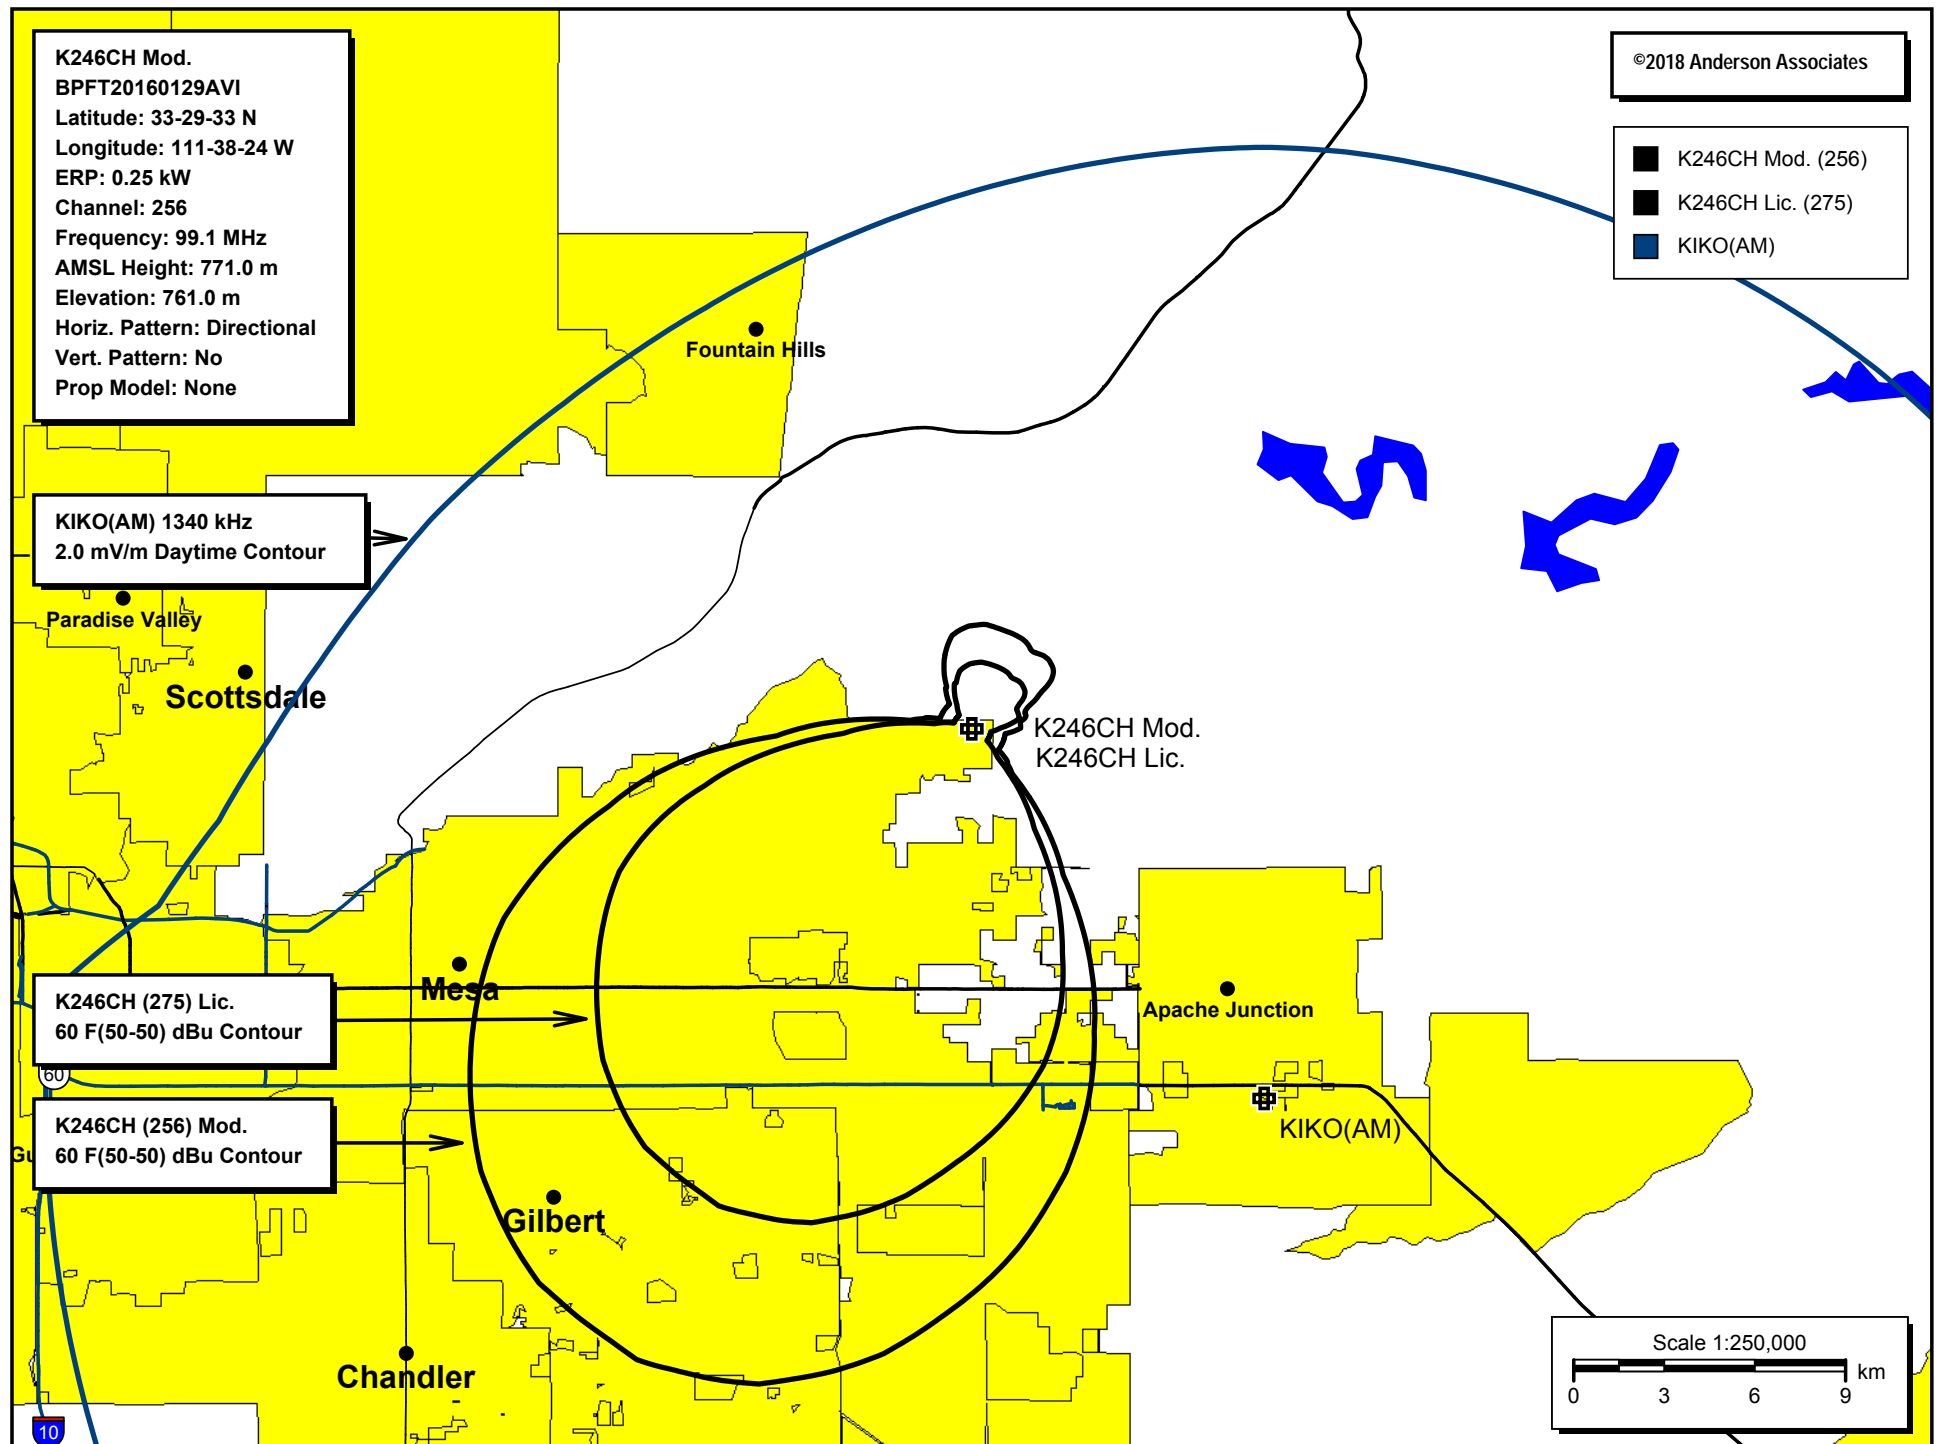 K246CH Mod.
BPFT20160129AVI
Latitude: 33-29-33 N
Longitude: 111-38-24 W
ERP: 0.25 kW
Channel: 256
Frequency: 99.1 MHz
AMSL Height: 771.0 m
Elevation: 761.0 m
Horiz. Pattern: Directional
Vert. Pattern: No
Prop Model: None
©2018 Anderson Associates
K246CH Mod. (256)
K246CH Lic. (275)
KIKO(AM)
Fountain Hills
KIKO(AM) 1340 kHz
2.0 mV/m Daytime Contour
Paradise Valley
Scottsdale
K246CH Mod.
K246CH Lic.
Mesa
Apache Junction
K246CH (275) Lic.
60 F(50-50) dBu Contour
60
K246CH (256) Mod.
60 F(50-50) dBu Contour
KIKO(AM)
Gilbert
Chandler
10
Scale 1:250,000
km
0 3 6 9